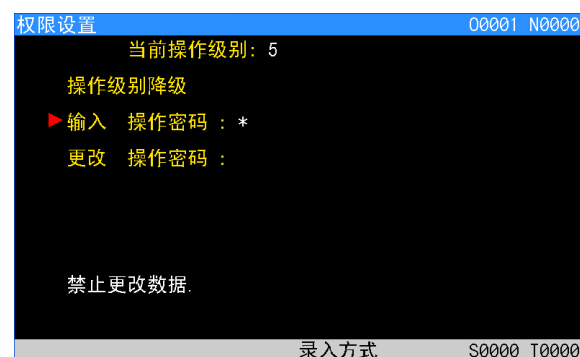 权限设置 O0001 N0000
当前操作级别: 5
操作级别降级
输入 操作密码 : *
更改 操作密码 :
禁止更改数据.
录入方式 S0000 T0000